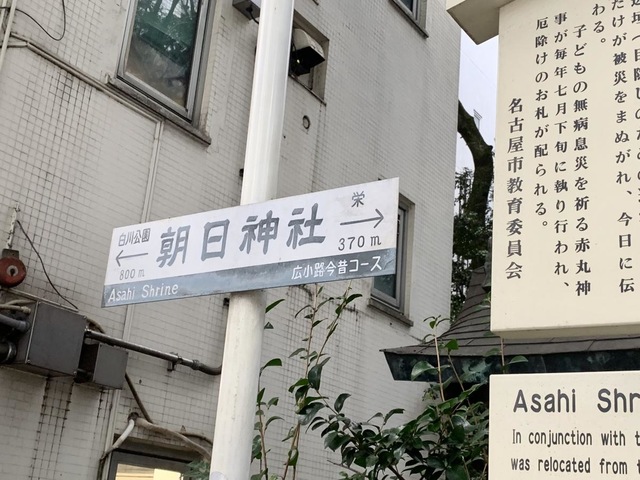 白川公園
←
800m
朝日神社
栄
→
370m
Asahi Shrine
広小路今昔コース
だけが被災をまぬがれ、今日に伝
わる。
子どもの無病息災を祈る赤丸神
事が毎年七月下旬に執り行われ、
厄除けのお札が配られる。
名古屋市教育委員会
Asahi Shr
In conjunction with t
was relocated from